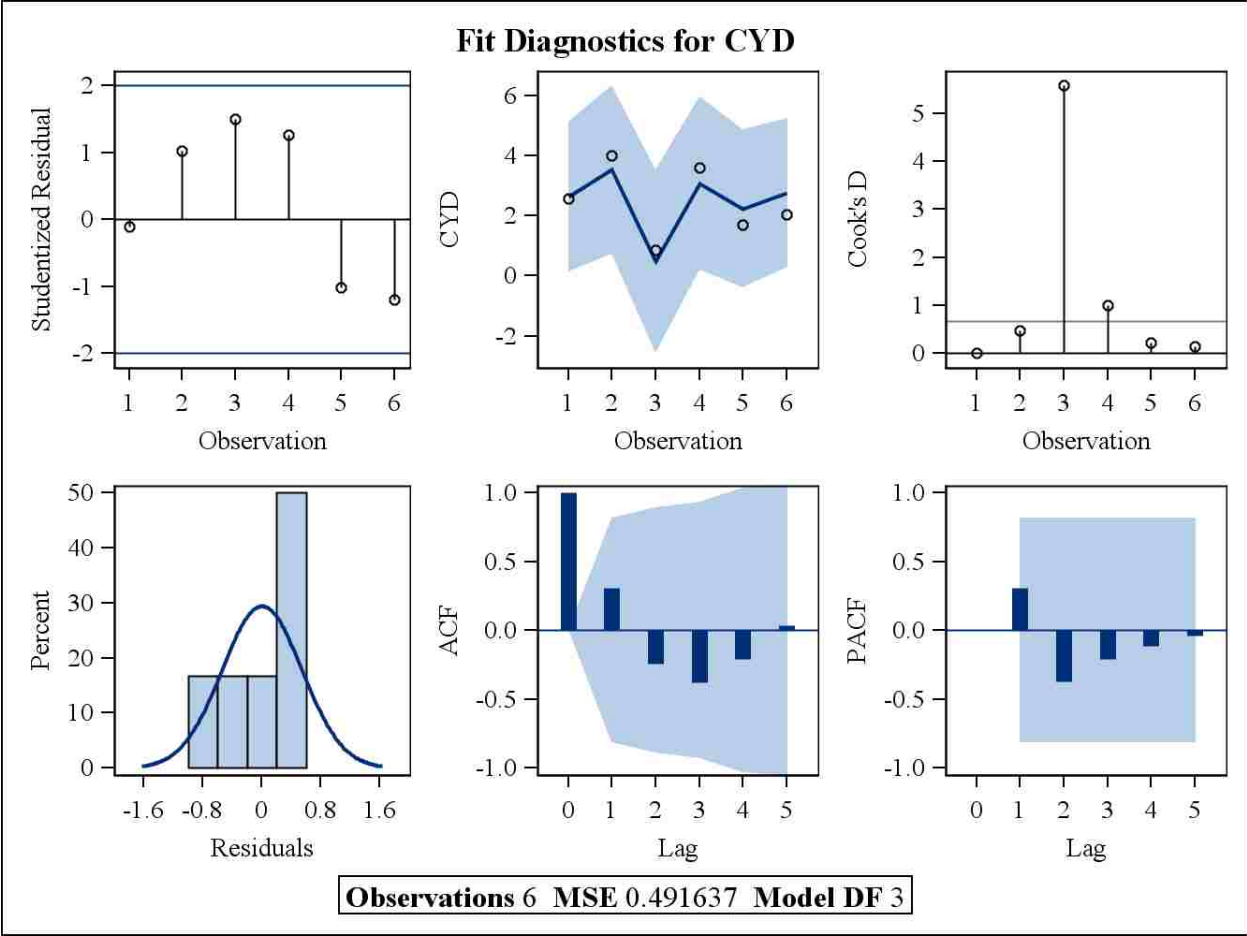 Fit Diagnostics for CYD
Studentized Residual
2
1
0
-1
-2
1 2 3 4 5 6
Observation
CYD
6
4
2
0
-2
1 2 3 4 5 6
Observation
Cook's D
5
4
3
2
1
0
1 2 3 4 5 6
Observation
Percent
50
40
30
20
10
0
-1.6 -0.8 0 0.8 1.6
Residuals
ACF
1.0
0.5
0.0
-0.5
-1.0
0 1 2 3 4 5
Lag
PACF
1.0
0.5
0.0
-0.5
-1.0
0 1 2 3 4 5
Lag
Observations 6 MSE 0.491637 Model DF 3